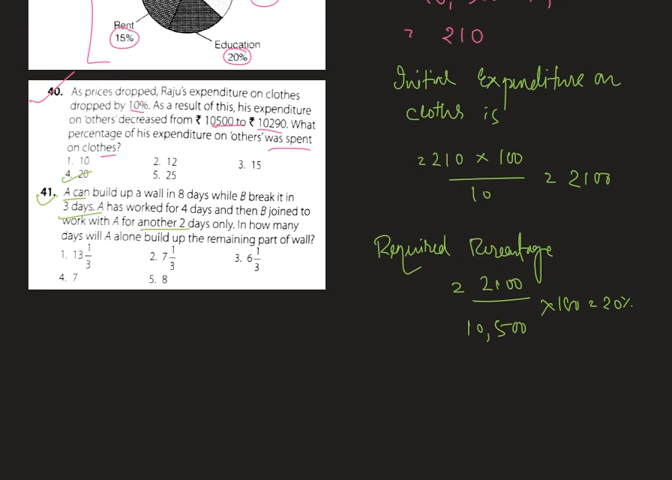 Rent
15%
Education
20%
= 210
40. As prices dropped, Raju's expenditure on clothes
dropped by 10%. As a result of this, his expenditure
on 'others' decreased from ₹ 10500 to ₹ 10290. What
percentage of his expenditure on 'others' was spent
on clothes?
1. 10 2. 12 3. 15
4. 20 5. 25
41. A can build up a wall in 8 days while B break it in
3 days. A has worked for 4 days and then B joined to
work with A for another 2 days only. In how many
days will A alone build up the remaining part of wall?
1. 13 1/3 2. 7 1/3 3. 6 1/3
4. 7 5. 8
Initial Expenditure on
cloths is
= 210 × 100 / 10 = 2100
Required Percentage
= 2100 / 10,500 × 100 = 20%